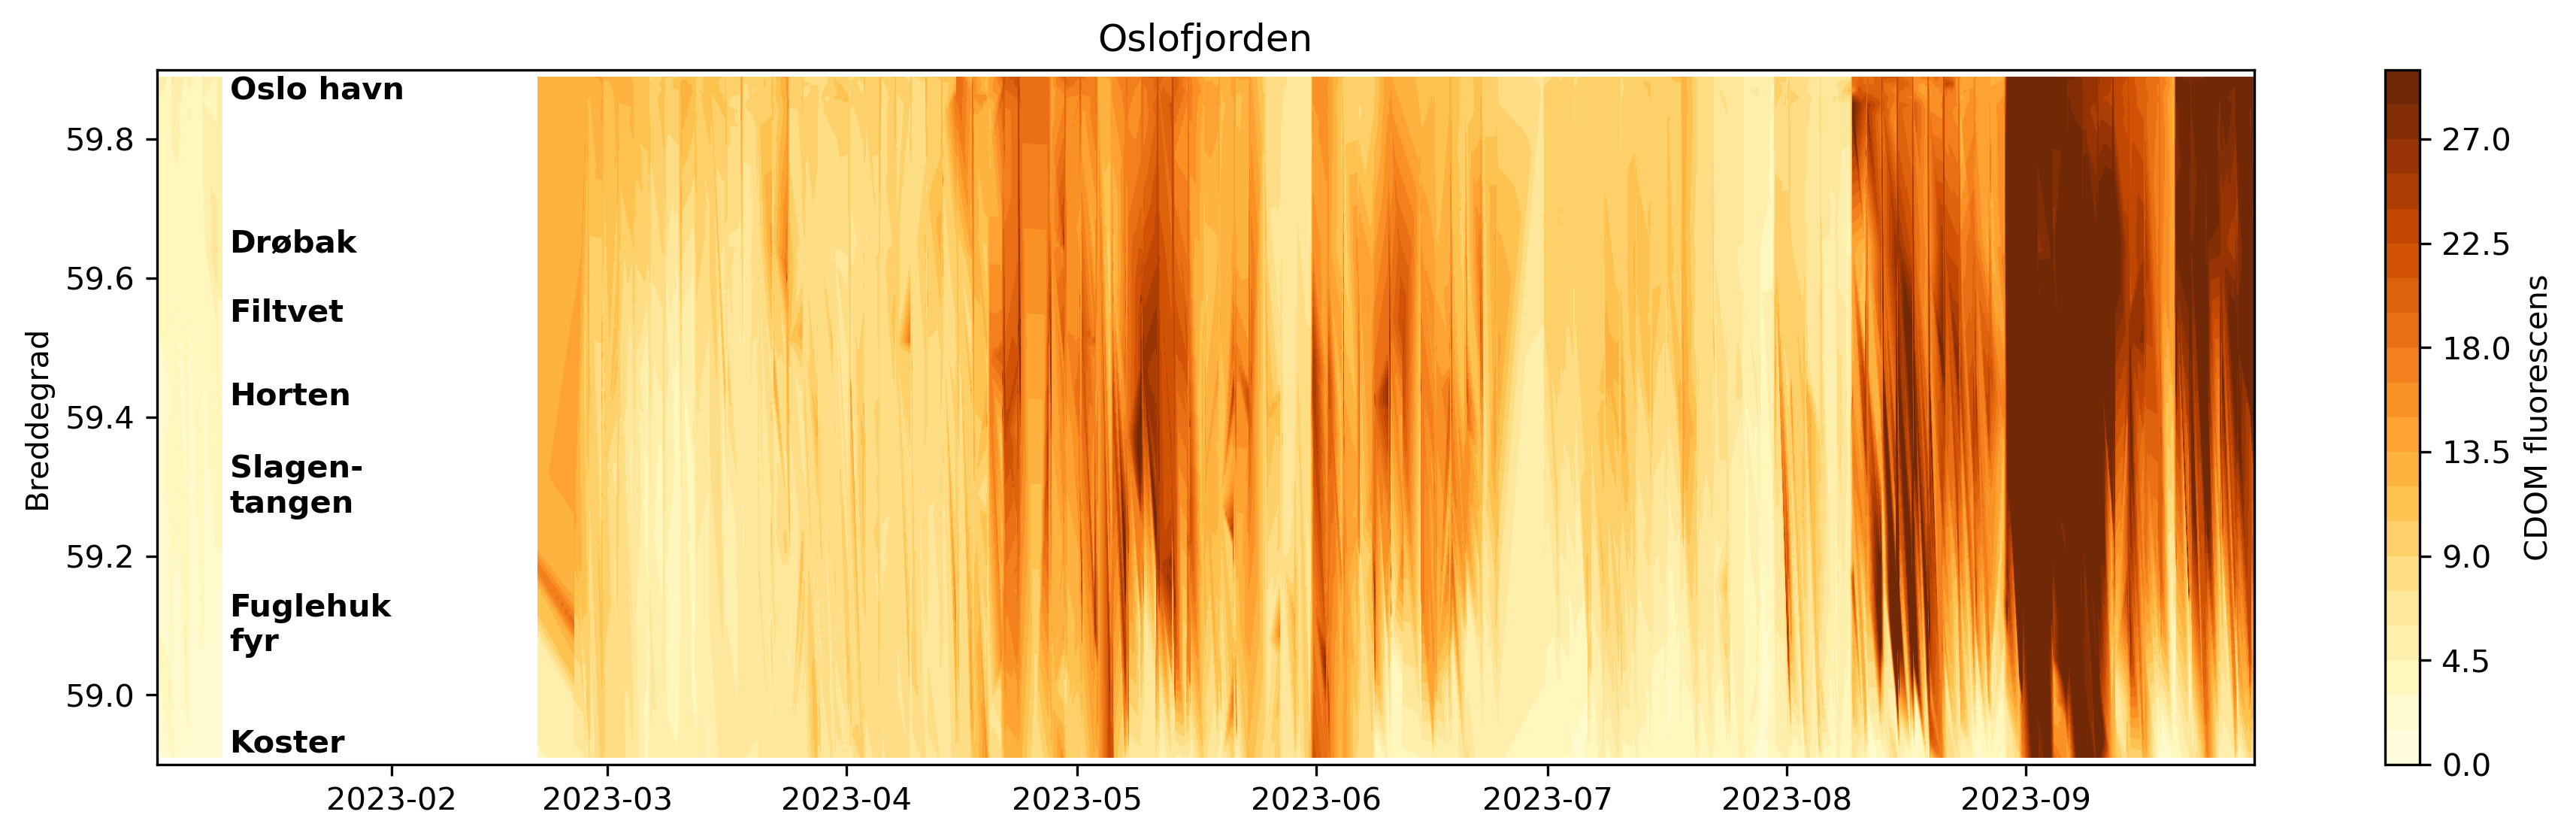 Oslofjorden
Breddegrad
59.8
59.6
59.4
59.2
59.0
Oslo havn
Drøbak
Filtvet
Horten
Slagen-
tangen
Fuglehuk
fyr
Koster
2023-02
2023-03
2023-04
2023-05
2023-06
2023-07
2023-08
2023-09
27.0
22.5
18.0
13.5
9.0
4.5
0.0
CDOM fluorescens